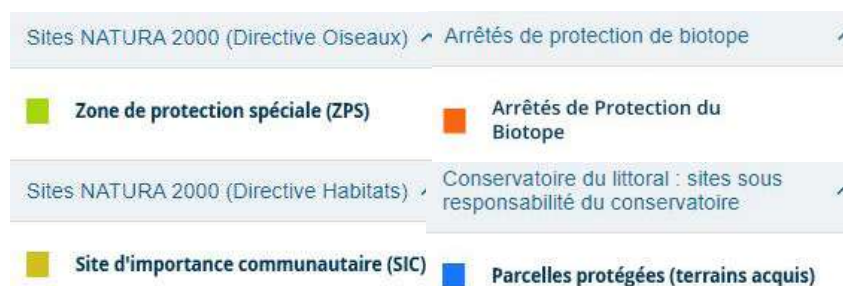 Sites NATURA 2000 (Directive Oiseaux)
Zone de protection spéciale (ZPS)
Sites NATURA 2000 (Directive Habitats)
Site d'importance communautaire (SIC)
Arrêtés de protection de biotope
Arrêtés de Protection du
Biotope
Conservatoire du littoral : sites sous
responsabilité du conservatoire
Parcelles protégées (terrains acquis)